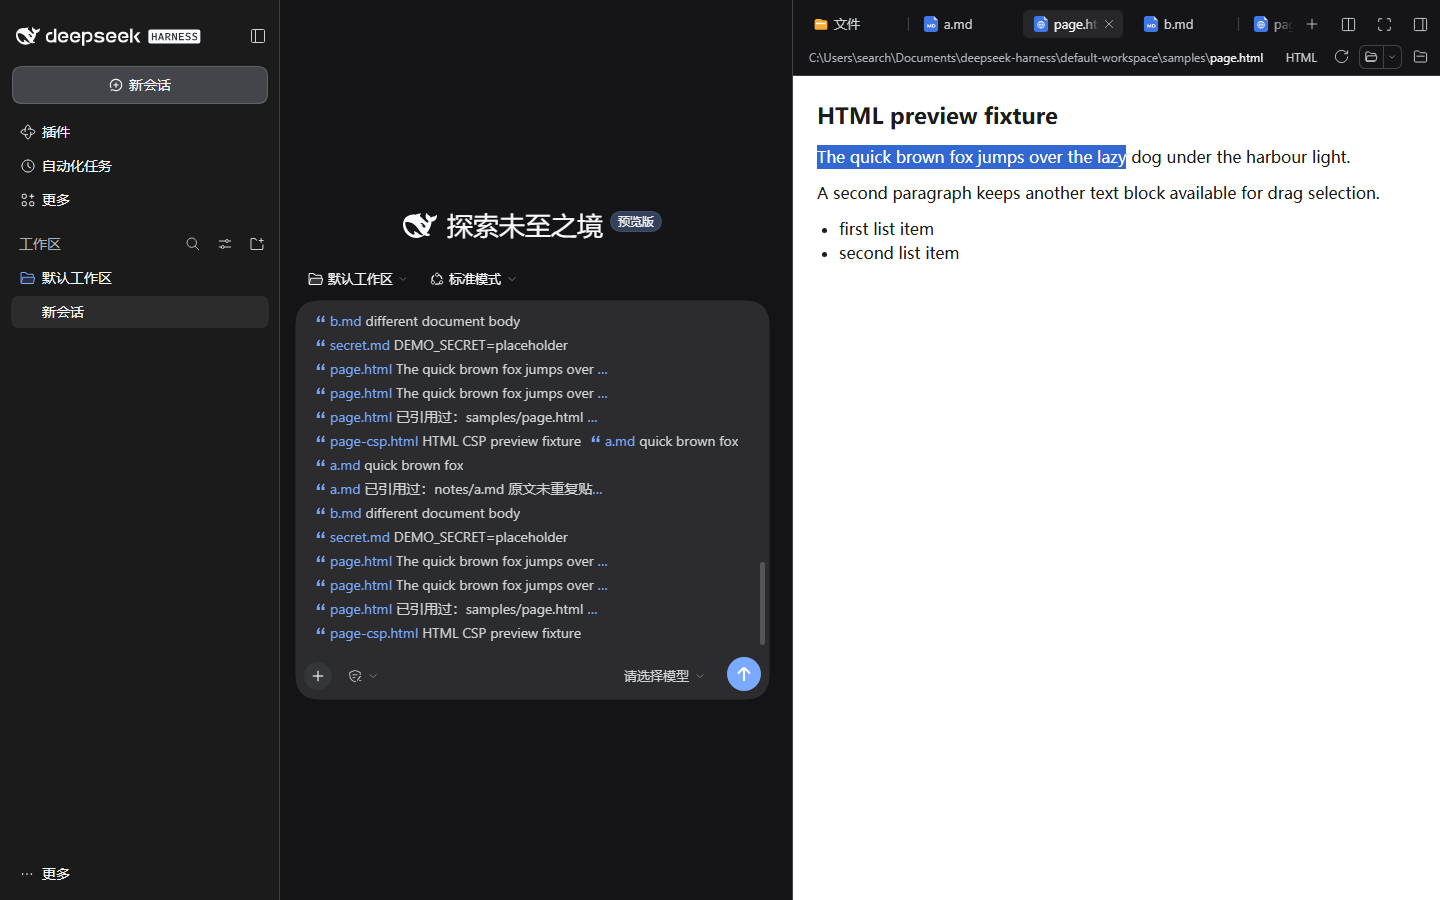 deepseek HARNESS
新会话
插件
自动化任务
更多
工作区
默认工作区
新会话
更多
探索未至之境 预览版
默认工作区 标准模式
“ b.md different document body
“ secret.md DEMO_SECRET=placeholder
“ page.html The quick brown fox jumps over ...
“ page.html The quick brown fox jumps over ...
“ page.html 已引用过：samples/page.html ...
“ page-csp.html HTML CSP preview fixture “ a.md quick brown fox
“ a.md quick brown fox
“ a.md 已引用过：notes/a.md 原文未重复贴...
“ b.md different document body
“ secret.md DEMO_SECRET=placeholder
“ page.html The quick brown fox jumps over ...
“ page.html The quick brown fox jumps over ...
“ page.html 已引用过：samples/page.html ...
“ page-csp.html HTML CSP preview fixture
请选择模型
文件 a.md page.ht b.md pag
C:\Users\search\Documents\deepseek-harness\default-workspace\samples\page.html HTML
HTML preview fixture
The quick brown fox jumps over the lazy dog under the harbour light.
A second paragraph keeps another text block available for drag selection.
• first list item
• second list item